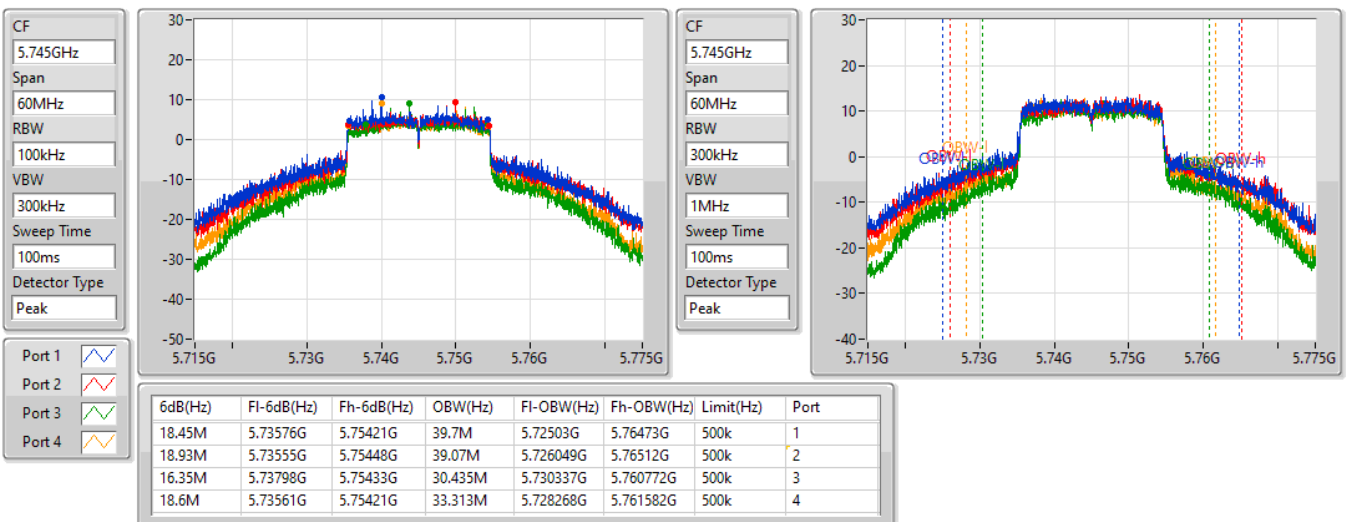 CF
5.745GHz
Span
60MHz
RBW
100kHz
VBW
300kHz
Sweep Time
100ms
Detector Type
Peak
30
20
10
0
-10
-20
-30
-40
-50
5.715G 5.73G 5.74G 5.75G 5.76G 5.775G
CF
5.745GHz
Span
60MHz
RBW
300kHz
VBW
1MHz
Sweep Time
100ms
Detector Type
Peak
30
20
10
0
-10
-20
-30
-40
OBW-l
OBW-h
5.715G 5.73G 5.74G 5.75G 5.76G 5.775G
Port 1
Port 2
Port 3
Port 4
6dB(Hz) Fl-6dB(Hz) Fh-6dB(Hz) OBW(Hz) Fl-OBW(Hz) Fh-OBW(Hz) Limit(Hz) Port
18.45M 5.73576G 5.75421G 39.7M 5.72503G 5.76473G 500k 1
18.93M 5.73555G 5.75448G 39.07M 5.726049G 5.76512G 500k 2
16.35M 5.73798G 5.75433G 30.435M 5.730337G 5.760772G 500k 3
18.6M 5.73561G 5.75421G 33.313M 5.728268G 5.761582G 500k 4